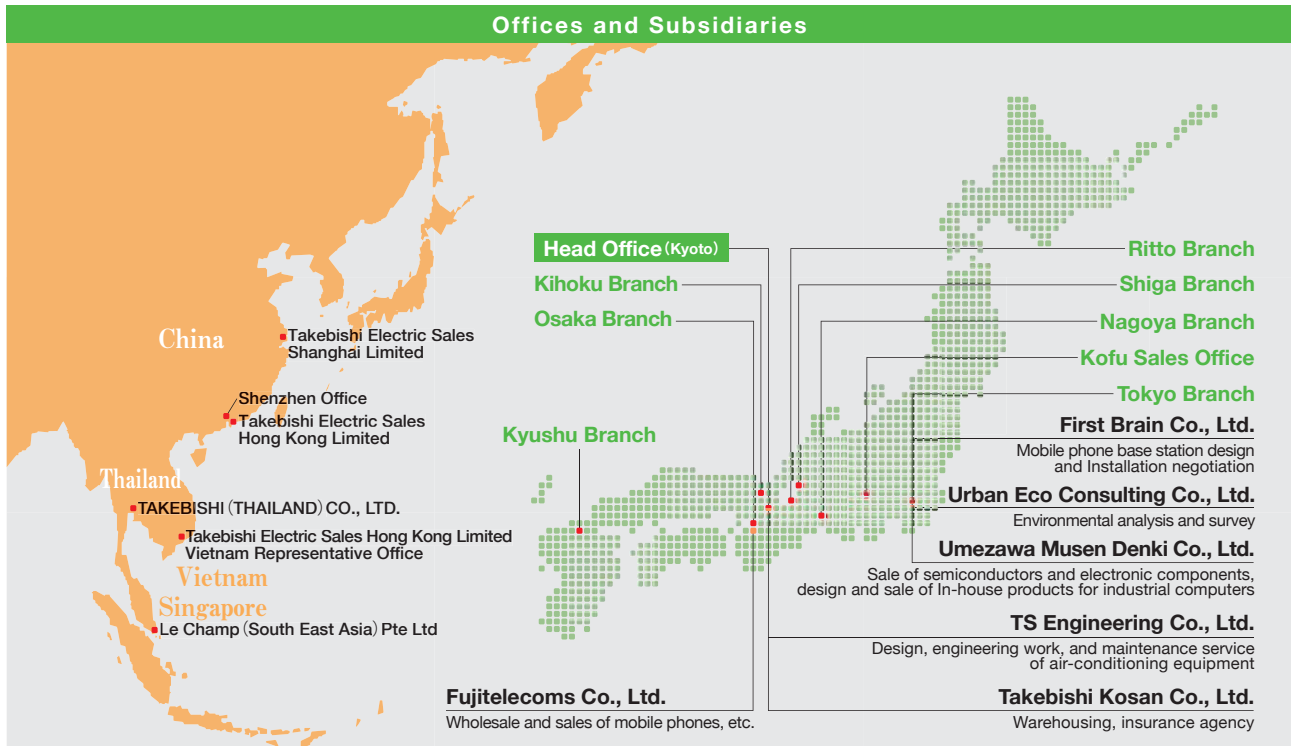 Offices and Subsidiaries
China
Takebishi Electric Sales
Shanghai Limited
Shenzhen Office
Takebishi Electric Sales
Hong Kong Limited
Thailand
TAKEBISHI (THAILAND) CO., LTD.
Takebishi Electric Sales Hong Kong Limited
Vietnam Representative Office
Vietnam
Singapore
Le Champ (South East Asia) Pte Ltd
Head Office (Kyoto)
Kihoku Branch
Osaka Branch
Kyushu Branch
Ritto Branch
Shiga Branch
Nagoya Branch
Kofu Sales Office
Tokyo Branch
First Brain Co., Ltd.
Mobile phone base station design
and Installation negotiation
Urban Eco Consulting Co., Ltd.
Environmental analysis and survey
Umezawa Musen Denki Co., Ltd.
Sale of semiconductors and electronic components,
design and sale of In-house products for industrial computers
TS Engineering Co., Ltd.
Design, engineering work, and maintenance service
of air-conditioning equipment
Fujitelecoms Co., Ltd.
Wholesale and sales of mobile phones, etc.
Takebishi Kosan Co., Ltd.
Warehousing, insurance agency